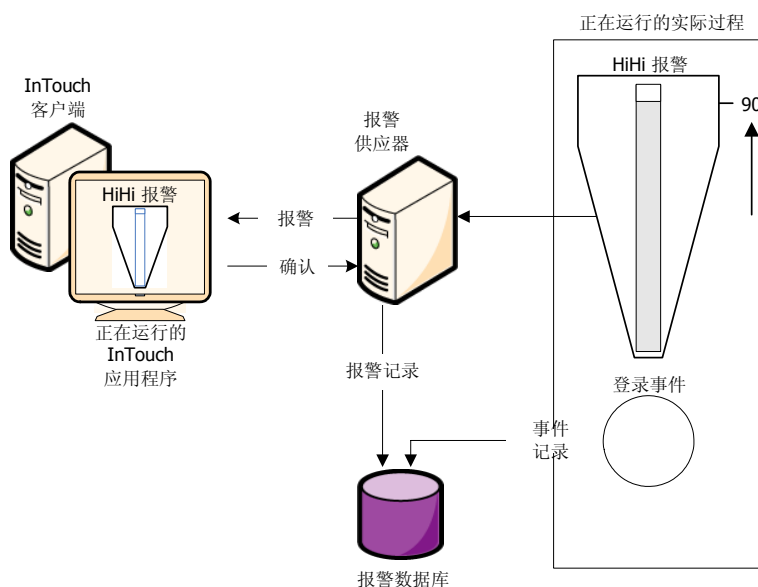 正在运行的实际过程
HiHi 报警
90
InTouch
客户端
报警
供应器
HiHi 报警
报警
确认
正在运行的
InTouch
应用程序
报警记录
登录事件
事件
记录
报警数据库